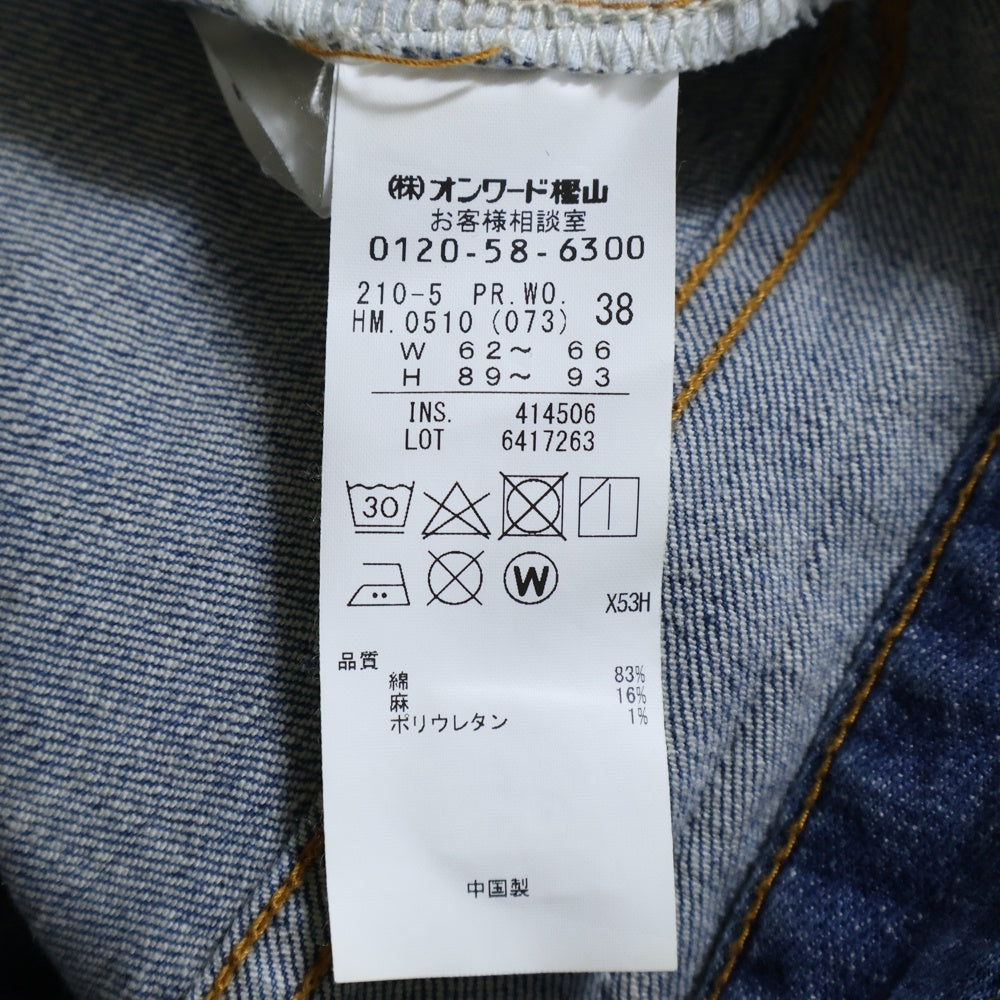 (株)オンワード樫山
お客様相談室
0120-58-6300
210-5 PR.WO. 38
HM.0510 (073)
W 62～ 66
H 89～ 93
INS. 414506
LOT 6417263
30
W
X53H
品質
綿 83%
麻 16%
ポリウレタン 1%
中国製